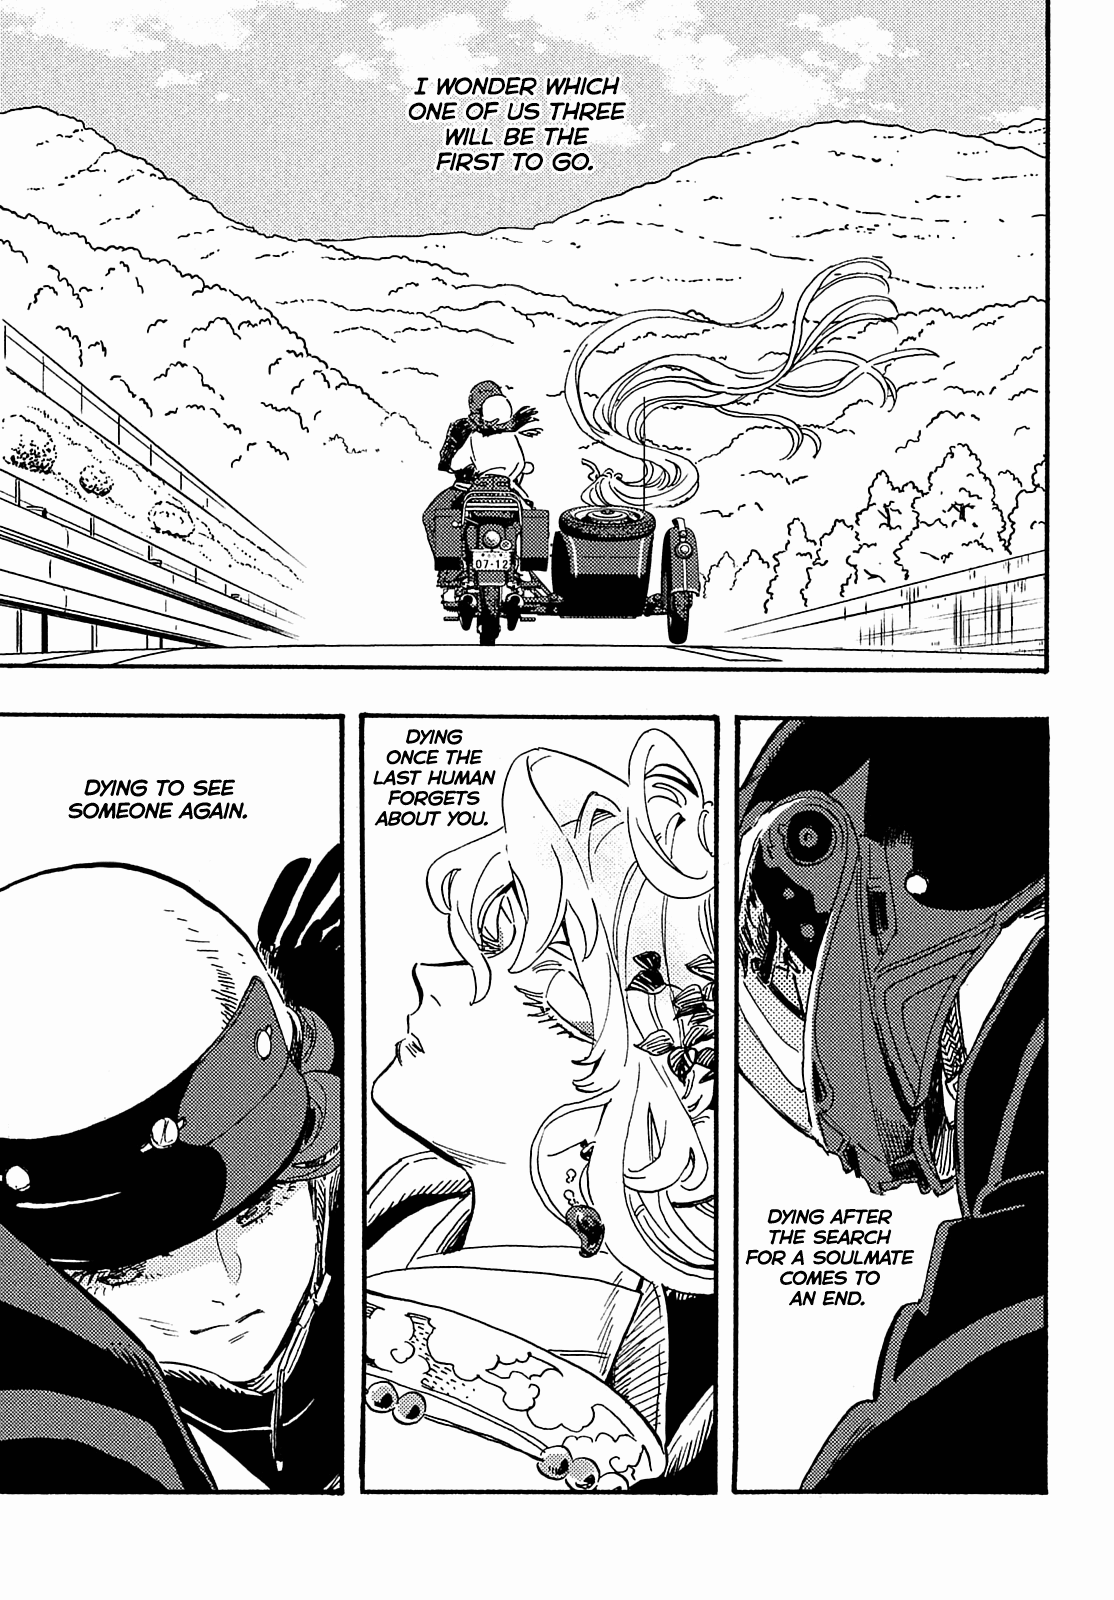 I WONDER WHICH
ONE OF US THREE
WILL BE THE
FIRST TO GO.
07-12
DYING AFTER
THE SEARCH
FOR A SOULMATE
COMES TO
AN END.
DYING
ONCE THE
LAST HUMAN
FORGETS
ABOUT YOU.
DYING TO SEE
SOMEONE AGAIN.